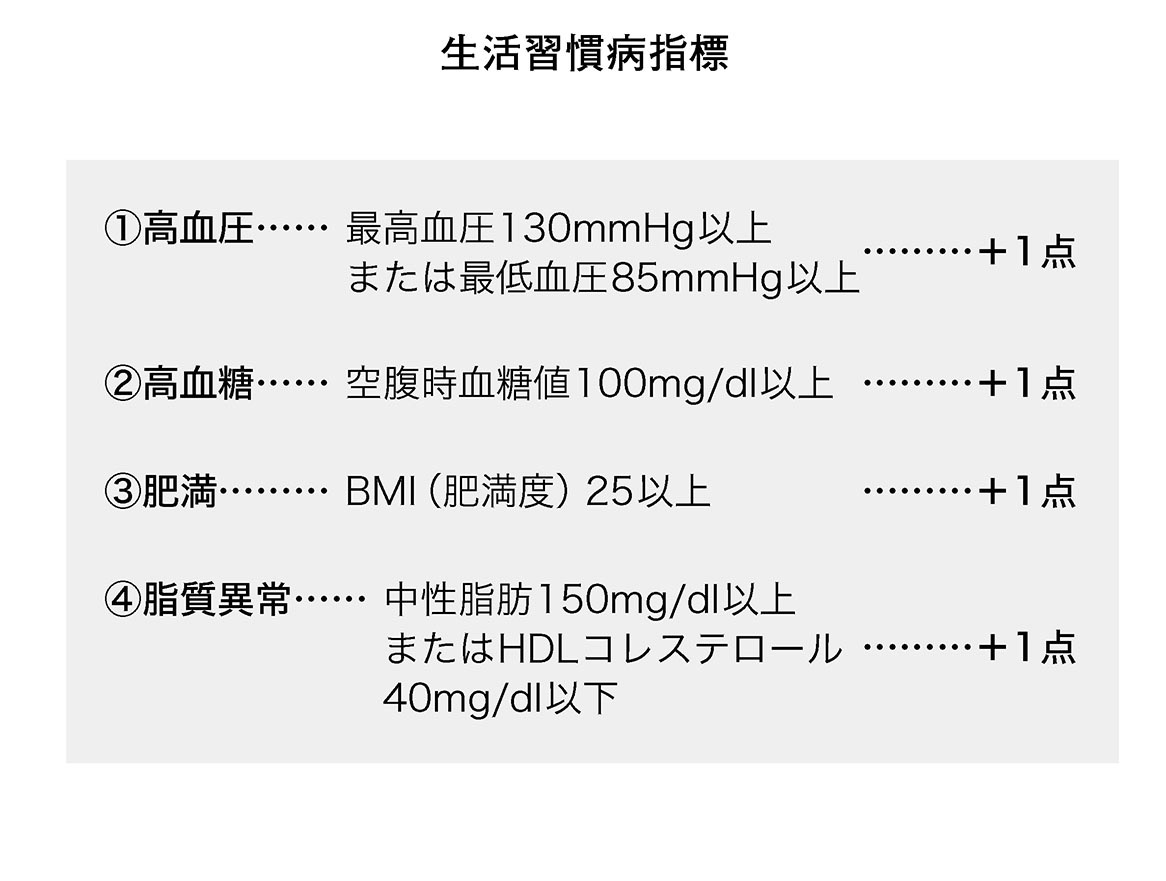 生活習慣病指標
①高血圧…… 最高血圧130mmHg以上
または最低血圧85mmHg以上 ………＋1点
②高血糖…… 空腹時血糖値100mg/dl以上 ………＋1点
③肥満……… BMI（肥満度）25以上 ………＋1点
④脂質異常…… 中性脂肪150mg/dl以上
またはHDLコレステロール ………＋1点
40mg/dl以下